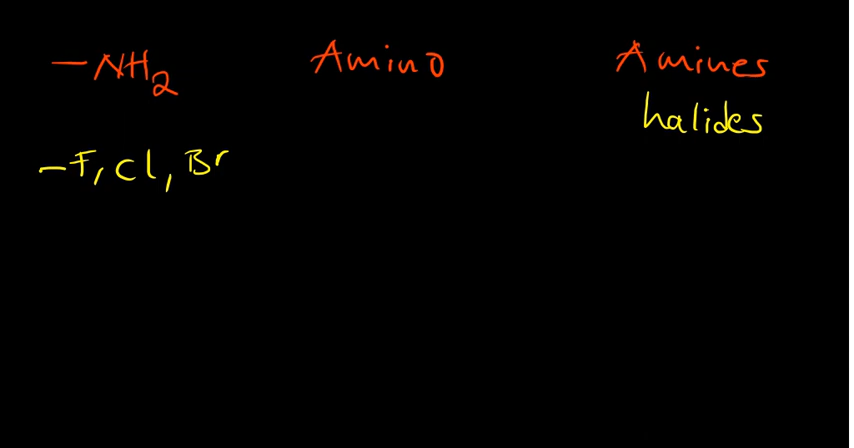 —NH2 Amino Amines
halides
—F, Cl, Br